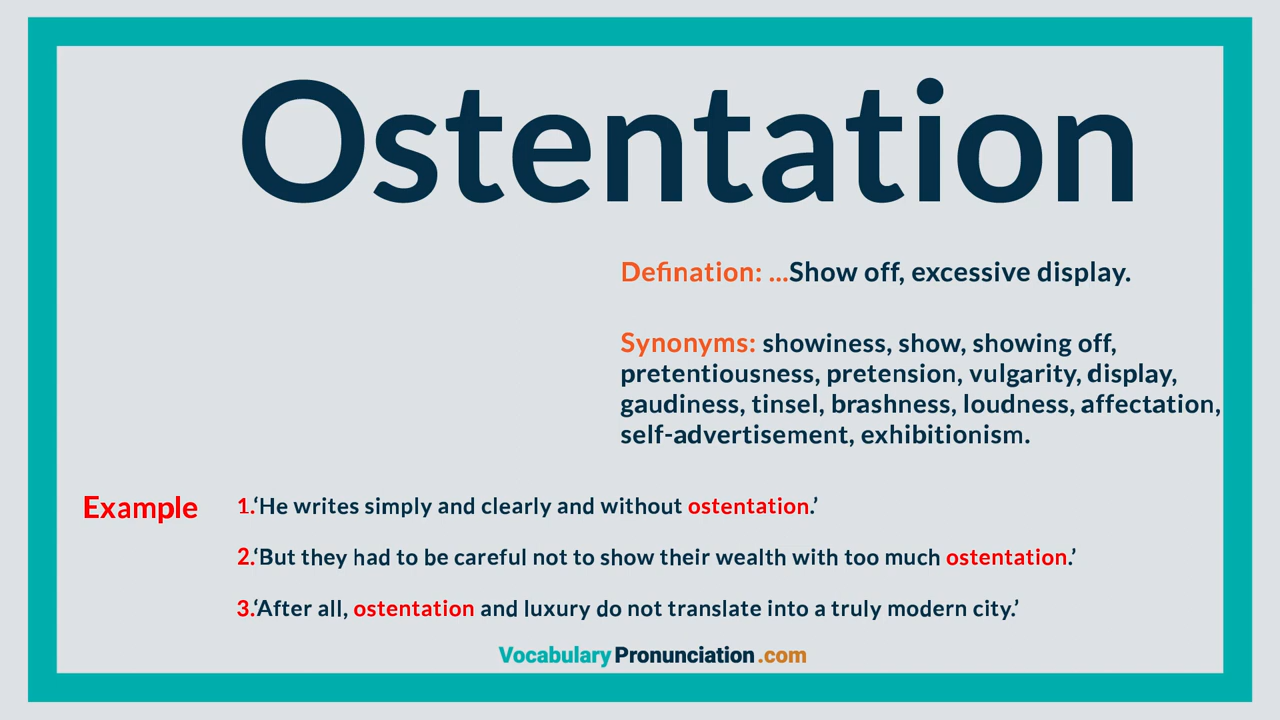 Ostentation
Defination: ...Show off, excessive display.
Synonyms: showiness, show, showing off,
pretentiousness, pretension, vulgarity, display,
gaudiness, tinsel, brashness, loudness, affectation,
self-advertisement, exhibitionism.
Example 1.‘He writes simply and clearly and without ostentation.’
2.‘But they had to be careful not to show their wealth with too much ostentation.’
3.‘After all, ostentation and luxury do not translate into a truly modern city.’
VocabularyPronunciation.com